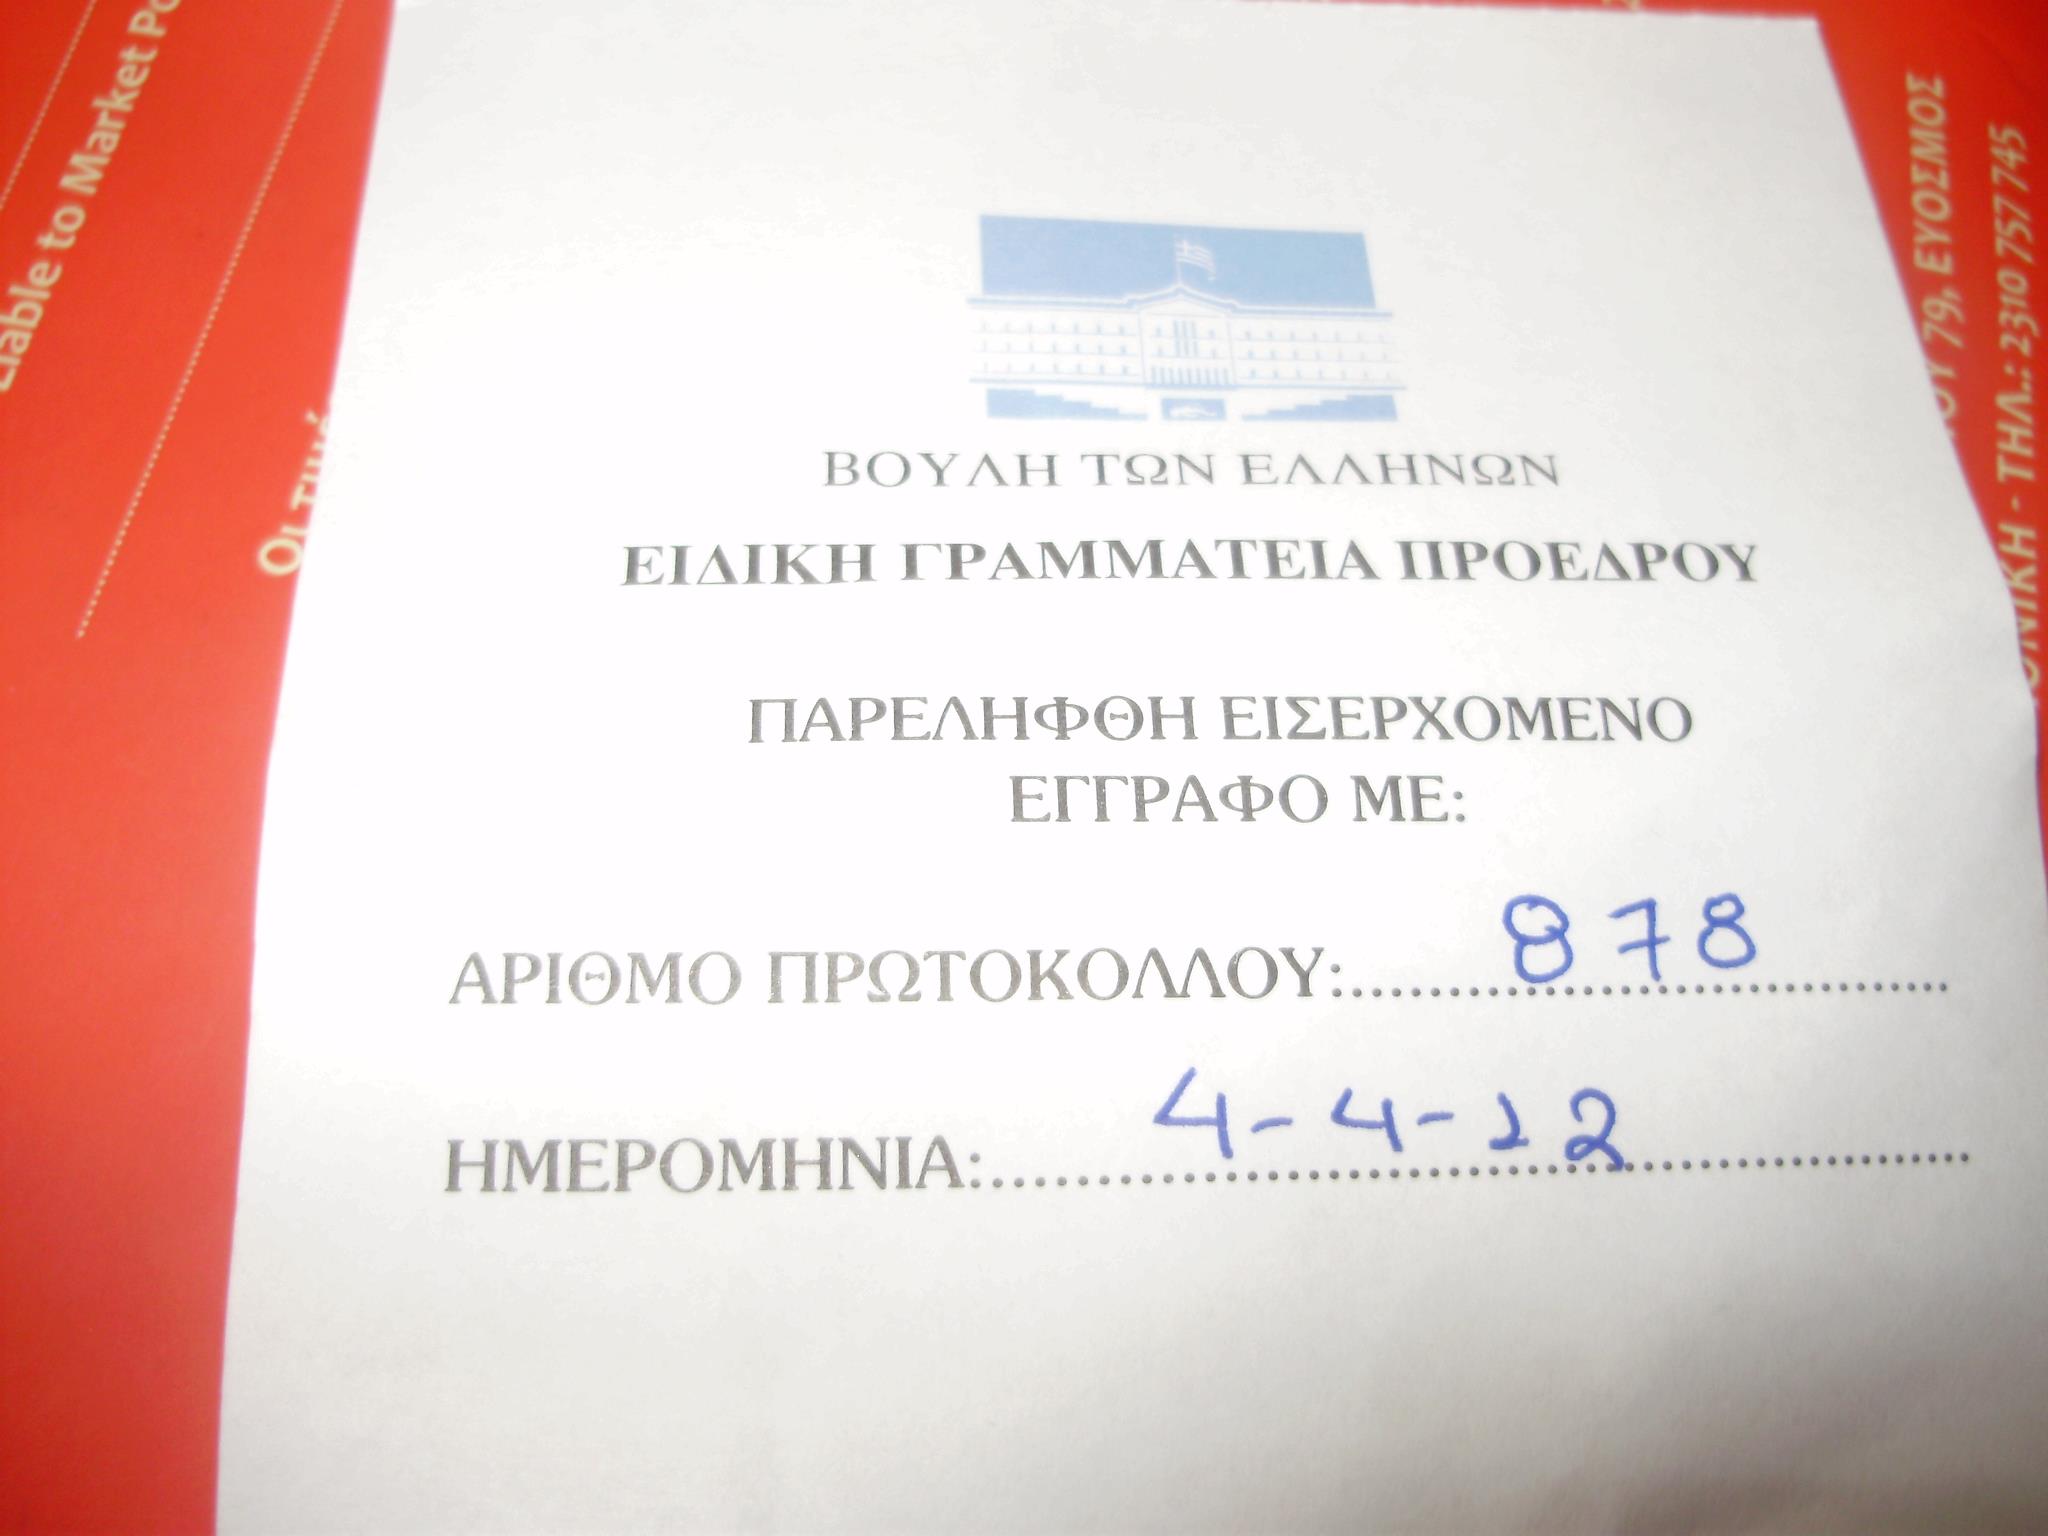 ΒΟΥΛΗ ΤΩΝ ΕΛΛΗΝΩΝ
ΕΙΔΙΚΗ ΓΡΑΜΜΑΤΕΙΑ ΠΡΟΕΔΡΟΥ
ΠΑΡΕΛΗΦΘΗ ΕΙΣΕΡΧΟΜΕΝΟ
ΕΓΓΡΑΦΟ ΜΕ:
ΑΡΙΘΜΟ ΠΡΩΤΟΚΟΛΛΟΥ: 878
ΗΜΕΡΟΜΗΝΙΑ: 4-4-12
to Market
Οι
79, ΕΥΟΣΜΟΣ
- ΤΗΛ.: 2310 757 745